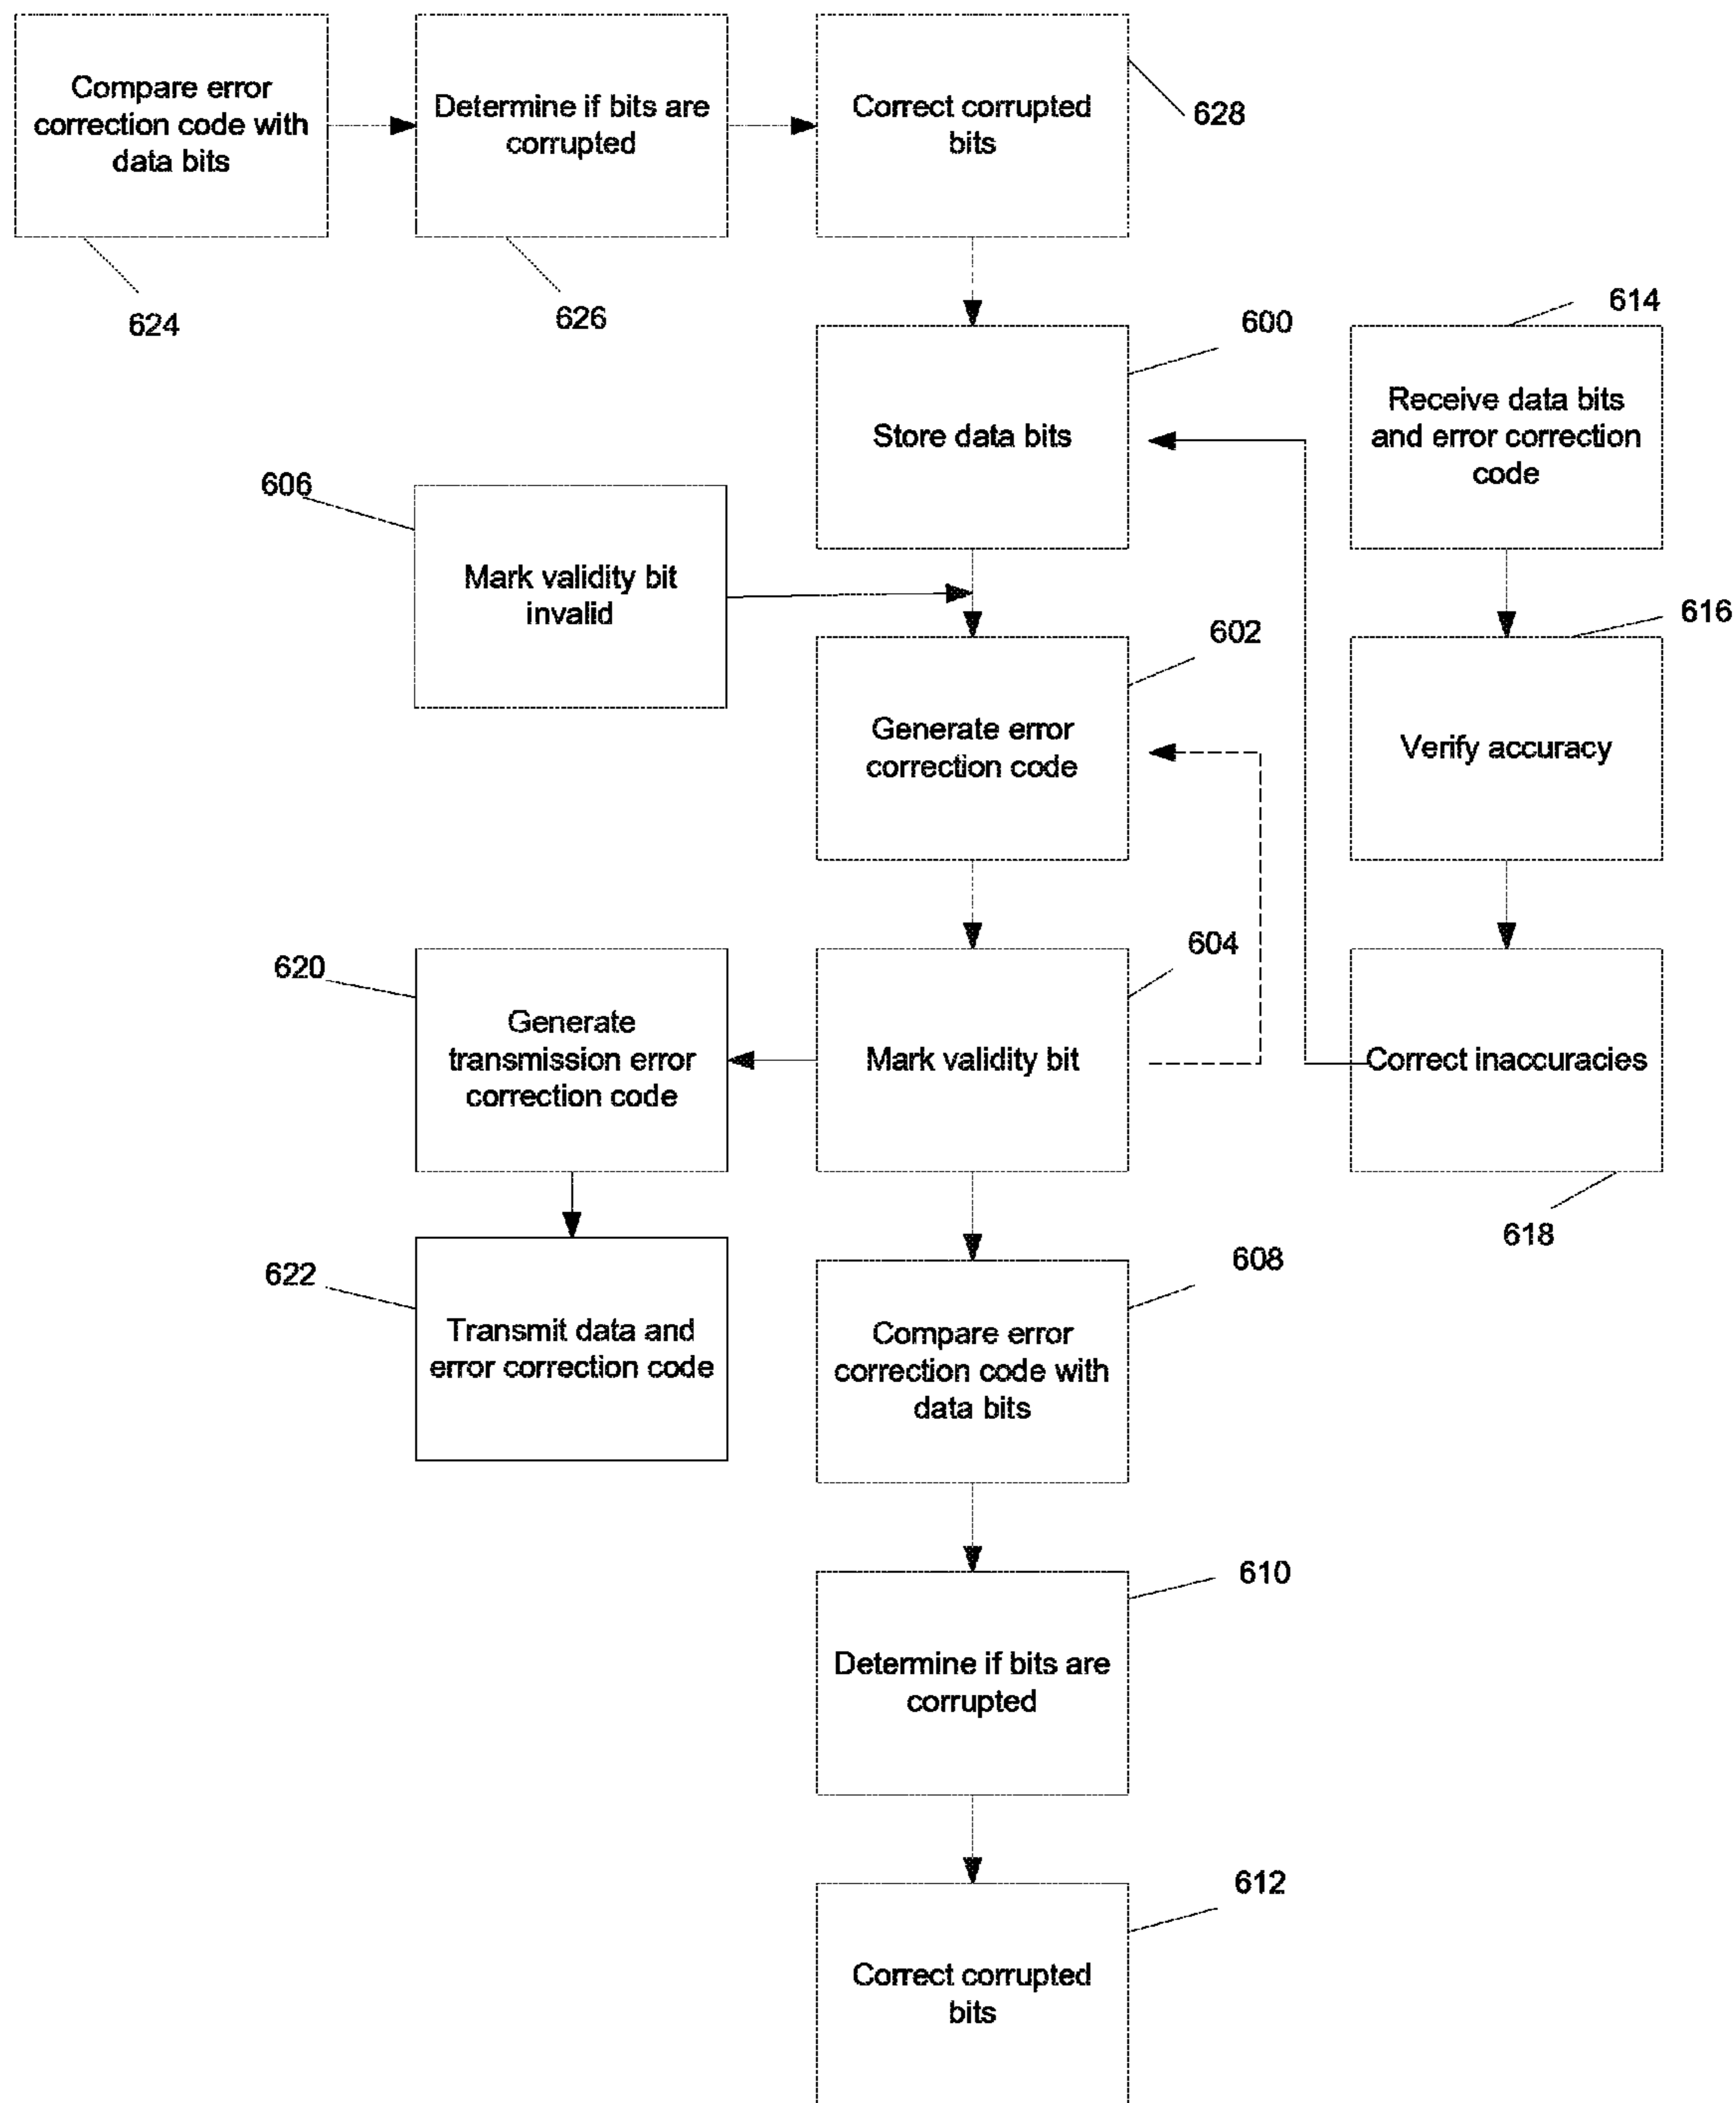 Compare error
correction code with
data bits
Determine if bits are
corrupted
Correct corrupted
bits
628
624
626
600
614
Store data bits
Receive data bits
and error correction
code
606
Mark validity bit
invalid
602
616
Generate error
correction code
Verify accuracy
620
604
Generate
transmission error
correction code
Mark validity bit
Correct inaccuracies
618
622
608
Transmit data and
error correction code
Compare error
correction code with
data bits
610
Determine if bits are
corrupted
612
Correct corrupted
bits